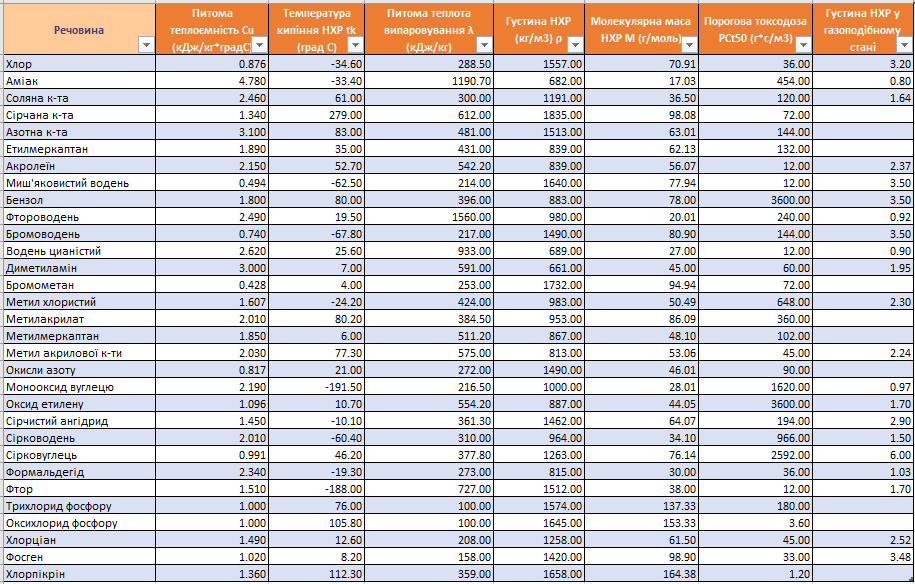 Речовина | Питома теплоємність Cu (кДж/кг*градС) | Температура кипіння НХР tk (град С) | Питома теплота випаровування λ (кДж/кг) | Густина НХР (кг/м3) ρ | Молекулярна маса НХР М (г/моль) | Порогова токсодоза PCt50 (г*с/м3) | Густина НХР у газоподібному стані
Хлор 0.876 -34.60 288.50 1557.00 70.91 36.00 3.20
Аміак 4.780 -33.40 1190.70 682.00 17.03 454.00 0.80
Соляна к-та 2.460 61.00 300.00 1191.00 36.50 120.00 1.64
Сірчана к-та 1.340 279.00 612.00 1835.00 98.08 72.00
Азотна к-та 3.100 83.00 481.00 1513.00 63.01 144.00
Етилмеркаптан 1.890 35.00 431.00 839.00 62.13 132.00
Акролеїн 2.150 52.70 542.20 839.00 56.07 12.00 2.37
Миш'яковистий водень 0.494 -62.50 214.00 1640.00 77.94 12.00 3.50
Бензол 1.800 80.00 396.00 883.00 78.00 3600.00 3.50
Фтороводень 2.490 19.50 1560.00 980.00 20.01 240.00 0.92
Бромоводень 0.740 -67.80 217.00 1490.00 80.90 144.00 3.50
Водень цианістий 2.620 25.60 933.00 689.00 27.00 12.00 0.90
Диметиламін 3.000 7.00 591.00 661.00 45.00 60.00 1.95
Бромометан 0.428 4.00 253.00 1732.00 94.94 72.00
Метил хлористий 1.607 -24.20 424.00 983.00 50.49 648.00 2.30
Метилакрилат 2.010 80.20 384.50 953.00 86.09 360.00
Метилмеркаптан 1.850 6.00 511.20 867.00 48.10 102.00
Метил акрилової к-ти 2.030 77.30 575.00 813.00 53.06 45.00 2.24
Окисли азоту 0.817 21.00 272.00 1490.00 46.01 90.00
Монооксид вуглецю 2.190 -191.50 216.50 1000.00 28.01 1620.00 0.97
Оксид етилену 1.096 10.70 554.20 887.00 44.05 3600.00 1.70
Сірчистий ангідрид 1.450 -10.10 361.30 1462.00 64.07 194.00 2.90
Сірководень 2.010 -60.40 310.00 964.00 34.10 966.00 1.50
Сірковуглець 0.991 46.20 377.80 1263.00 76.14 2592.00 6.00
Формальдегід 2.340 -19.30 273.00 815.00 30.00 36.00 1.03
Фтор 1.510 -188.00 727.00 1512.00 38.00 12.00 1.70
Трихлорид фосфору 1.000 76.00 100.00 1574.00 137.33 180.00
Оксихлорид фосфору 1.000 105.80 100.00 1645.00 153.33 3.60
Хлорціан 1.490 12.60 208.00 1258.00 61.50 45.00 2.52
Фосген 1.020 8.20 158.00 1420.00 98.90 33.00 3.48
Хлорпікрін 1.360 112.30 359.00 1658.00 164.38 1.20